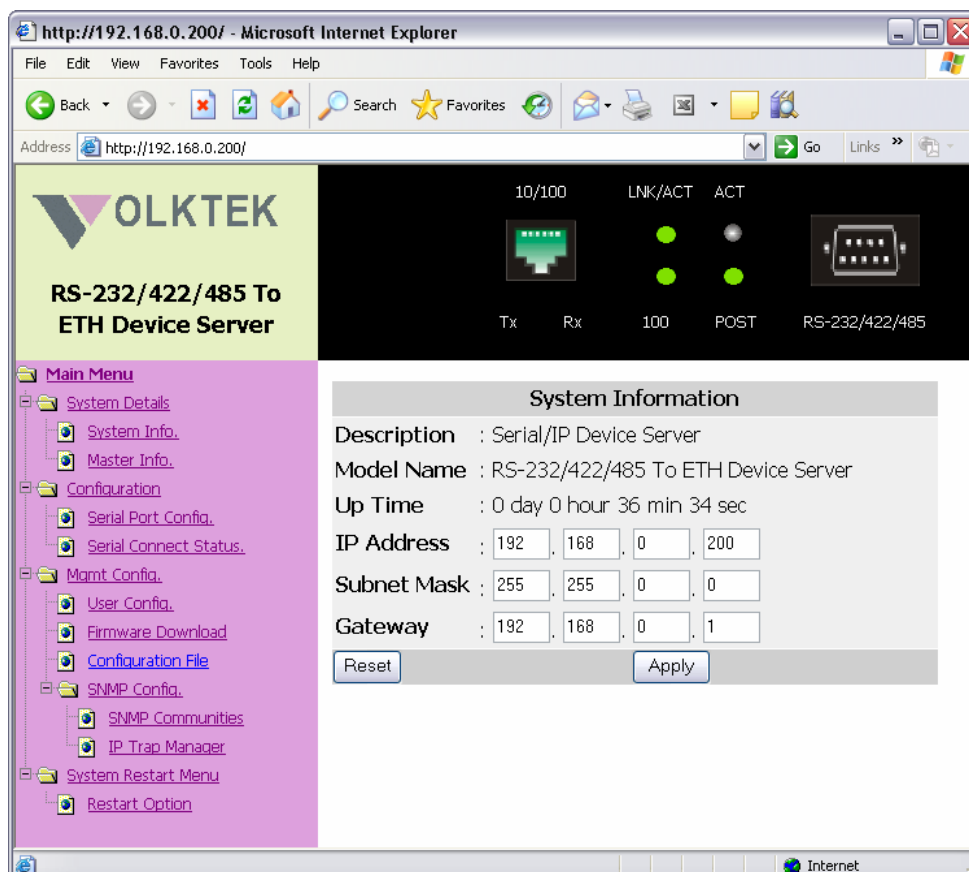 http://192.168.0.200/ - Microsoft Internet Explorer
File Edit View Favorites Tools Help
Back Search Favorites
Address http://192.168.0.200/ Go Links »
VOLKTEK
RS-232/422/485 To
ETH Device Server
10/100 LNK/ACT ACT
Tx Rx 100 POST RS-232/422/485
Main Menu
System Details
System Info.
Master Info.
Configuration
Serial Port Config.
Serial Connect Status.
Mgmt Config.
User Config.
Firmware Download
Configuration File
SNMP Config.
SNMP Communities
IP Trap Manager
System Restart Menu
Restart Option
System Information
Description : Serial/IP Device Server
Model Name : RS-232/422/485 To ETH Device Server
Up Time : 0 day 0 hour 36 min 34 sec
IP Address : 192 . 168 . 0 . 200
Subnet Mask : 255 . 255 . 0 . 0
Gateway : 192 . 168 . 0 . 1
Reset Apply
Internet